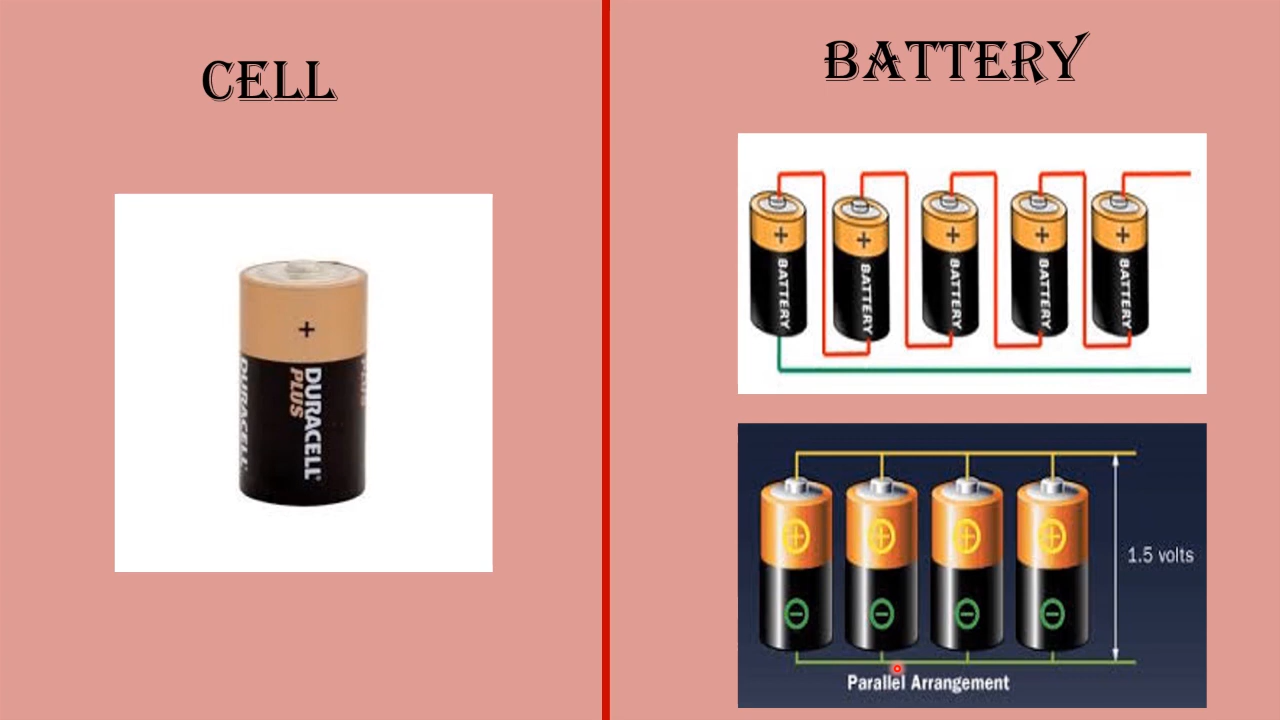 CELL
BATTERY
+
DURACELL
PLUS
DURACELL
+
BATTERY
+
BATTERY
+
BATTERY
+
BATTERY
+
BATTERY
+
+
+
+
-
-
-
-
1.5 volts
Parallel Arrangement